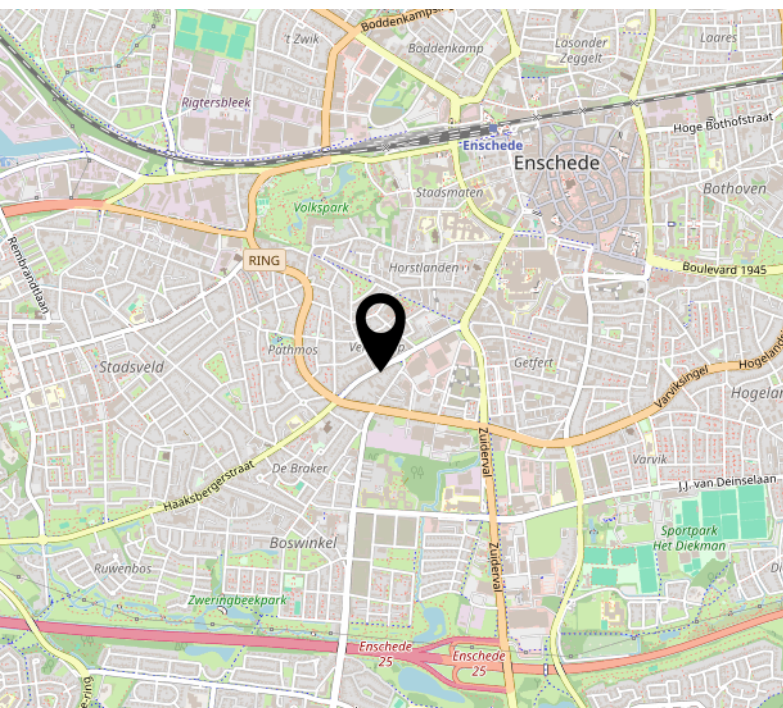 Boddenkamp
't Zwik
Boddenkamp
Lasonder
Zeggelt
Laares
Rigtersbleek
Hoge Bothofstraat
Enschede
Enschede
Stadsmaten
Bothoven
Volkspark
Rembrandtlaan
RING
Horstlanden
Boulevard 1945
Pathmos
Stadsveld
Getfert
Hogeland
Varviksingel
Hogelan
Zuiderval
Varvik
De Braker
Haaksbergerstraat
J.J. van Deinselaan
Boswinkel
Sportpark
Het Diekman
Zuiderval
Ruwenbos
Zweringbeekpark
Enschede
25
Enschede
25